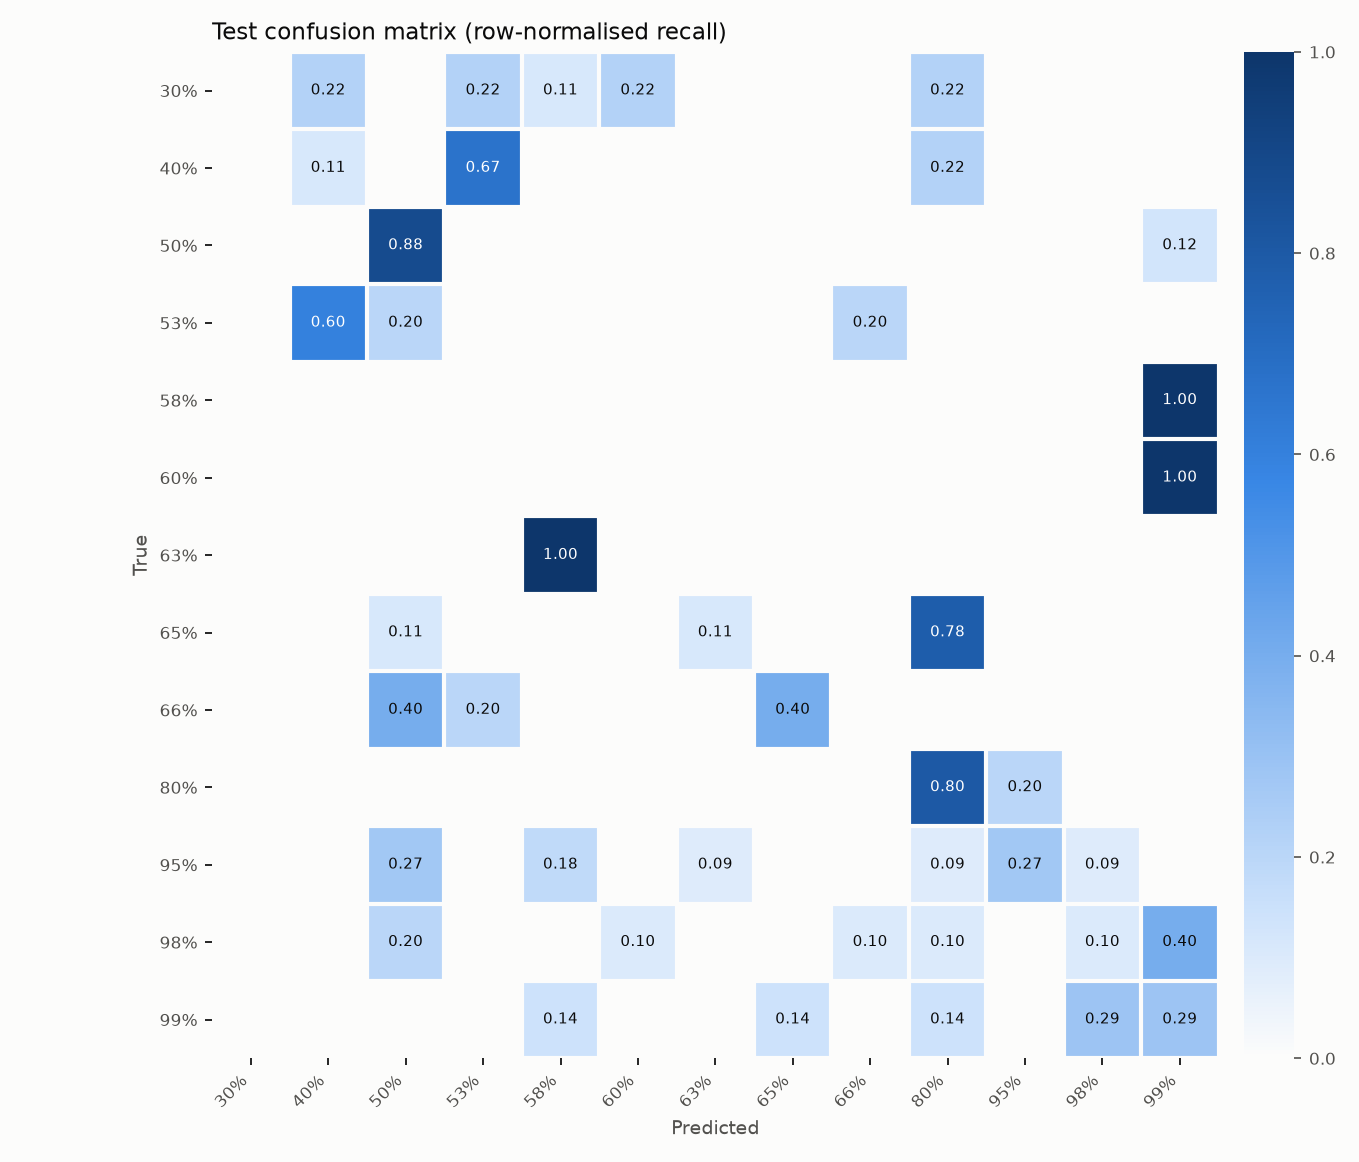 Test confusion matrix (row-normalised recall)
1.0
30% 0.22 0.22 0.11 0.22 0.22
40% 0.11 0.67 0.22
50% 0.88 0.12
0.8
53% 0.60 0.20 0.20
58% 1.00
0.6
60% 1.00
True
63% 1.00
65% 0.11 0.11 0.78
0.4
66% 0.40 0.20 0.40
80% 0.80 0.20
0.2
95% 0.27 0.18 0.09 0.09 0.27 0.09
98% 0.20 0.10 0.10 0.10 0.10 0.40
99% 0.14 0.14 0.14 0.29 0.29
0.0
30% 40% 50% 53% 58% 60% 63% 65% 66% 80% 95% 98% 99%
Predicted